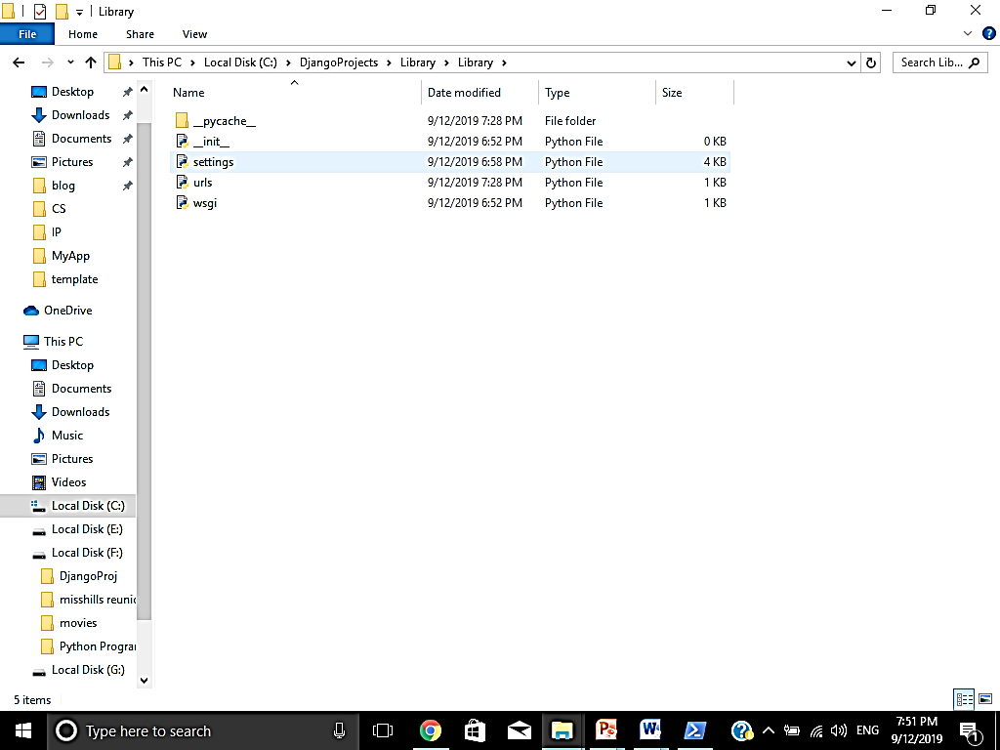 Library
File Home Share View
This PC Local Disk (C:) DjangoProjects Library Library Search Lib...
Name Date modified Type Size
__pycache__ 9/12/2019 7:28 PM File folder
__init__ 9/12/2019 6:52 PM Python File 0 KB
settings 9/12/2019 6:58 PM Python File 4 KB
urls 9/12/2019 7:28 PM Python File 1 KB
wsgi 9/12/2019 6:52 PM Python File 1 KB
Desktop
Downloads
Documents
Pictures
blog
CS
IP
MyApp
template
OneDrive
This PC
Desktop
Documents
Downloads
Music
Pictures
Videos
Local Disk (C:)
Local Disk (E:)
Local Disk (F:)
DjangoProj
misshills reunio
movies
Python Progra
Local Disk (G:)
5 items
Type here to search
ENG
7:51 PM
9/12/2019
1